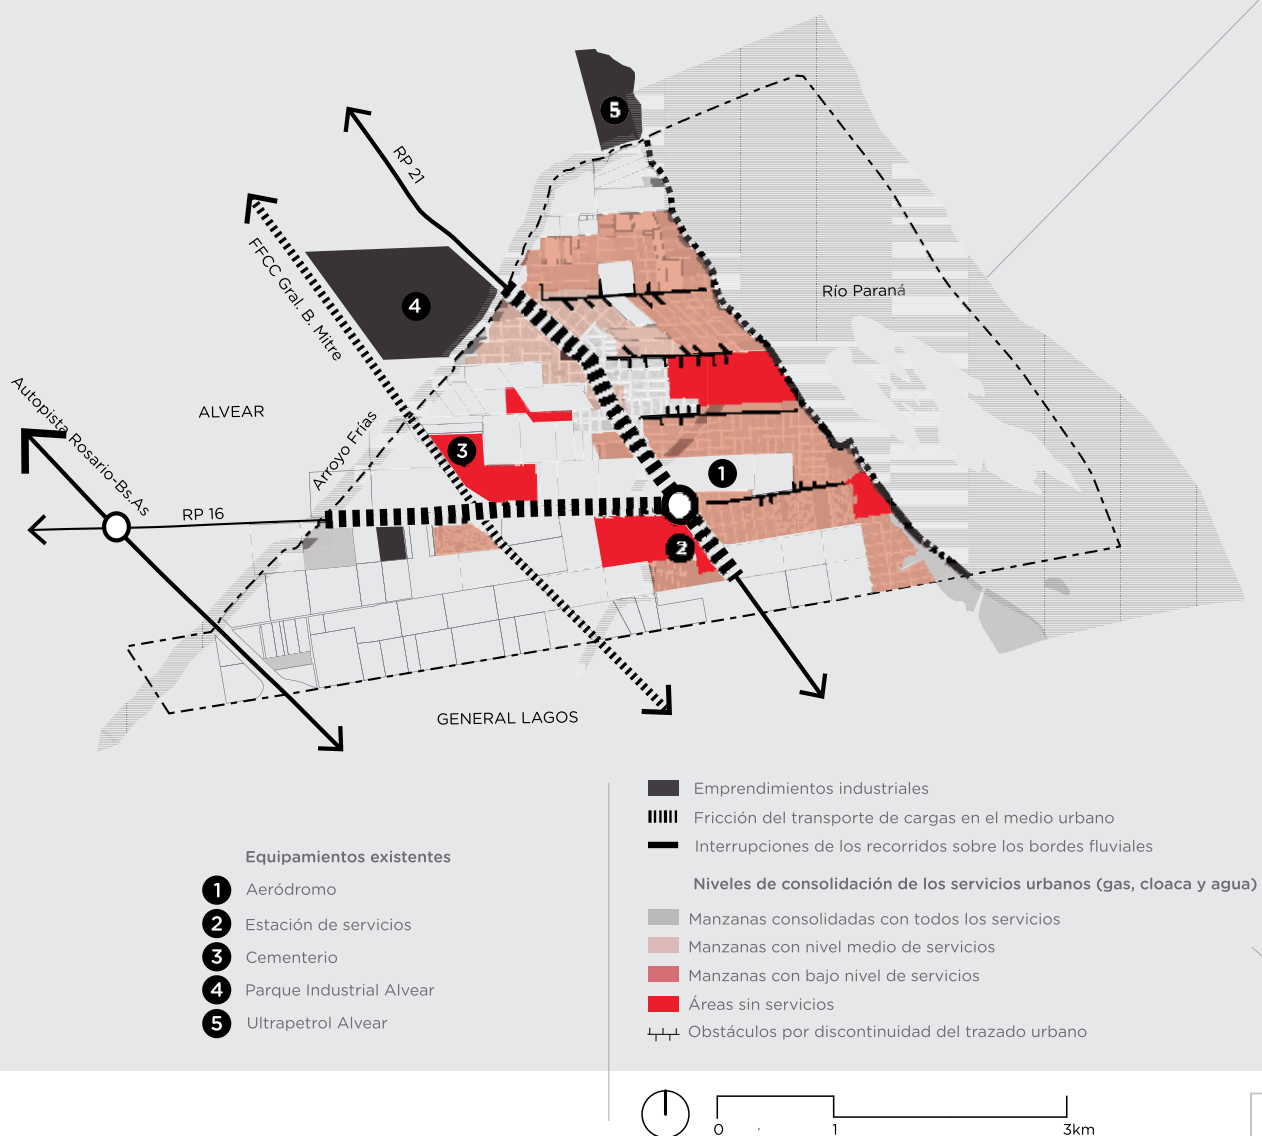 5
RP 21
FFCC Gral. B. Mitre
4
Río Paraná
Autopista Rosario-Bs.As
ALVEAR
Arroyo Frías
3
1
RP 16
2
GENERAL LAGOS
Equipamientos existentes
1 Aeródromo
2 Estación de servicios
3 Cementerio
4 Parque Industrial Alvear
5 Ultrapetrol Alvear
Emprendimientos industriales
Fricción del transporte de cargas en el medio urbano
Interrupciones de los recorridos sobre los bordes fluviales
Niveles de consolidación de los servicios urbanos (gas, cloaca y agua)
Manzanas consolidadas con todos los servicios
Manzanas con nivel medio de servicios
Manzanas con bajo nivel de servicios
Áreas sin servicios
Obstáculos por discontinuidad del trazado urbano
0 1 3km